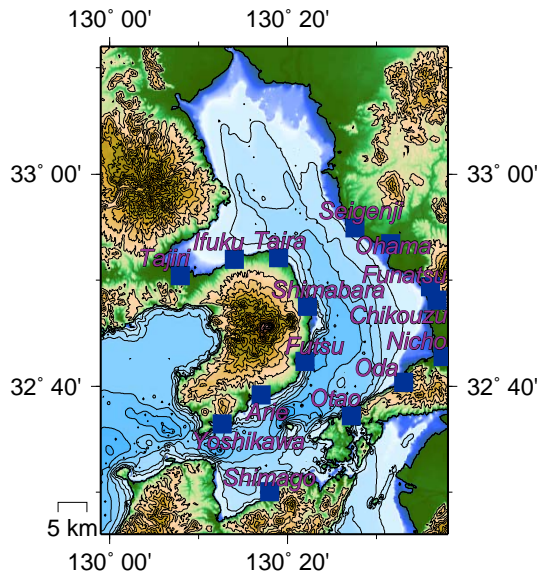 130° 00' 130° 20'
33° 00' 33° 00'
Seigenji
Ifuku Taira Ohama
Tajiri
Funatsu
Shimabara
Chikouzu
Futsu Nicho
Oda
32° 40' 32° 40'
Otao
Arie
Yoshikawa
Shimago
5 km
130° 00' 130° 20'